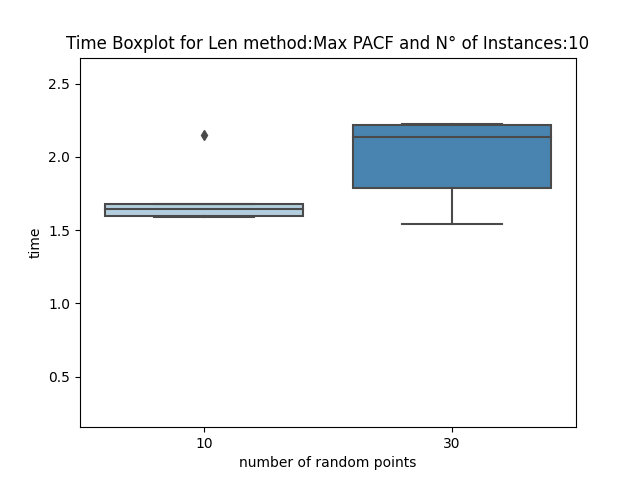 Time Boxplot for Len method:Max PACF and N° of Instances:10
2.5
2.0
1.5
1.0
0.5
time
10
30
number of random points